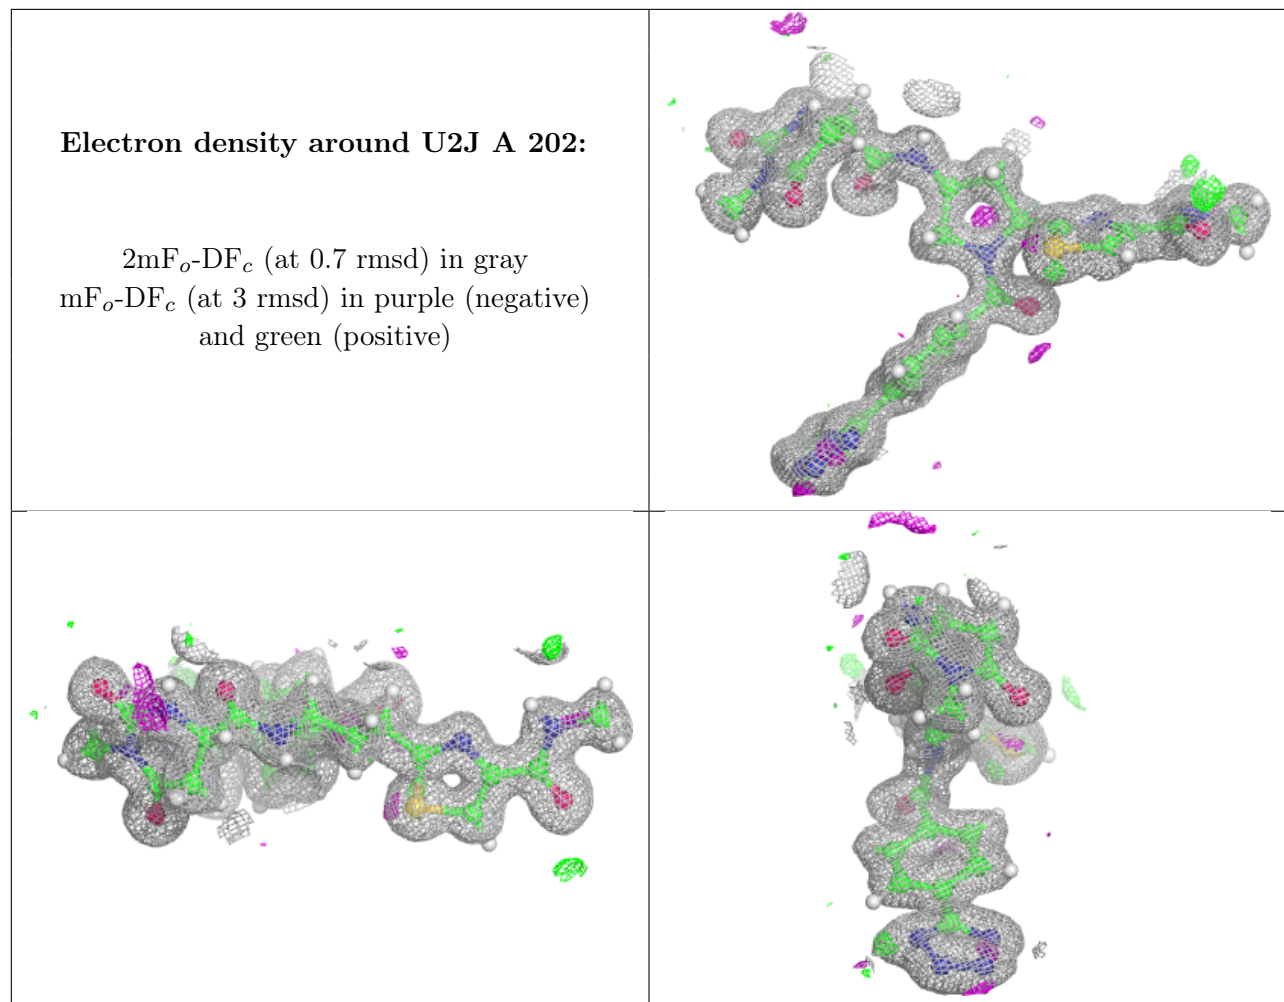 Electron density around U2J A 202:
2mFo-DFc (at 0.7 rmsd) in gray
mFo-DFc (at 3 rmsd) in purple (negative)
and green (positive)